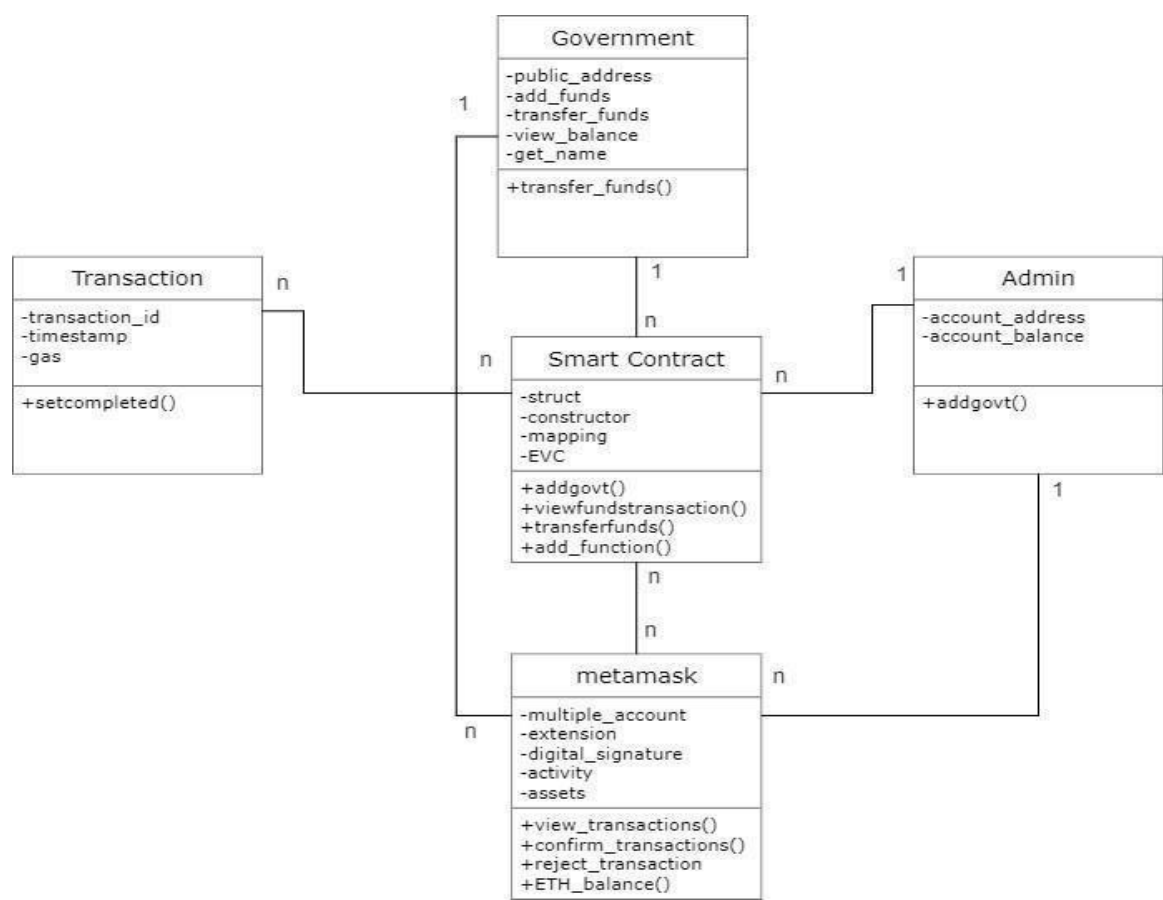 Government
-public_address
-add_funds
-transfer_funds
-view_balance
-get_name
+transfer_funds()
1
1
n
Transaction
-transaction_id
-timestamp
-gas
+setcompleted()
n
n
Smart Contract
-struct
-constructor
-mapping
-EVC
+addgovt()
+viewfundstransaction()
+transferfunds()
+add_function()
n
1
Admin
-account_address
-account_balance
+addgovt()
1
n
n
metamask
-multiple_account
-extension
-digital_signature
-activity
-assets
+view_transactions()
+confirm_transactions()
+reject_transaction
+ETH_balance()
n
n